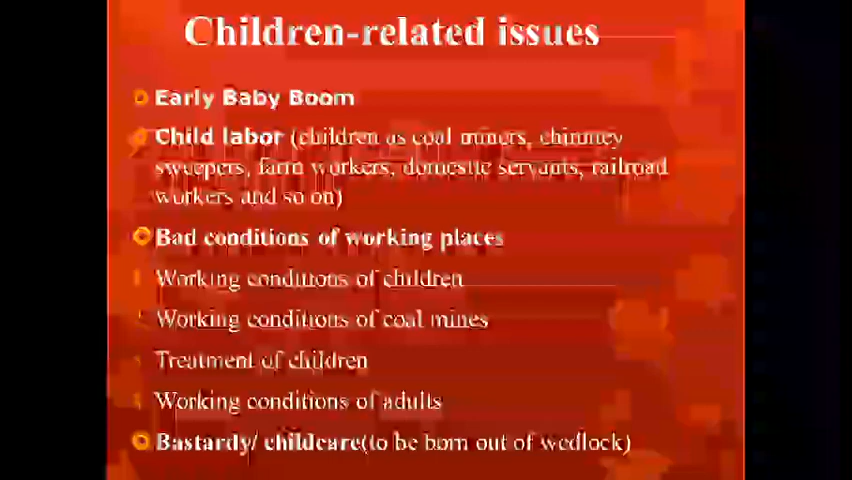 Children-related issues
Early Baby Boom
Child labor (children as coal miners, chimney
sweepers, farm workers, domestic servants, railroad
workers and so on)
Bad conditions of working places
Working conditions of children
Working conditions of coal mines
Treatment of children
Working conditions of adults
Bastardy/ childcare(to be born out of wedlock)